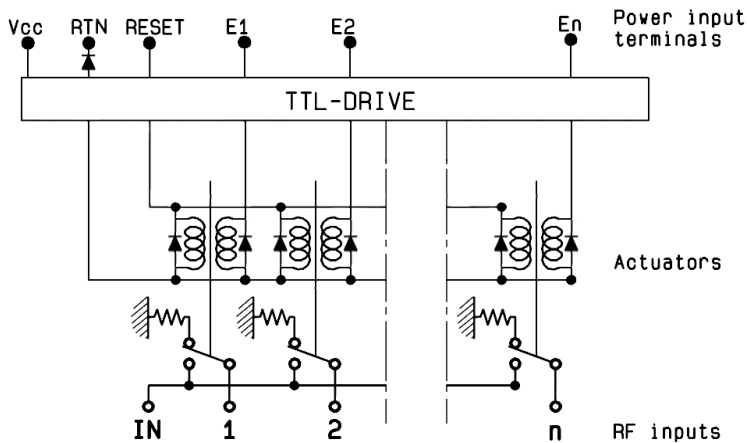 Vcc RTN RESET E1 E2 En Power input
terminals
TTL-DRIVE
Actuators
IN 1 2 n RF inputs